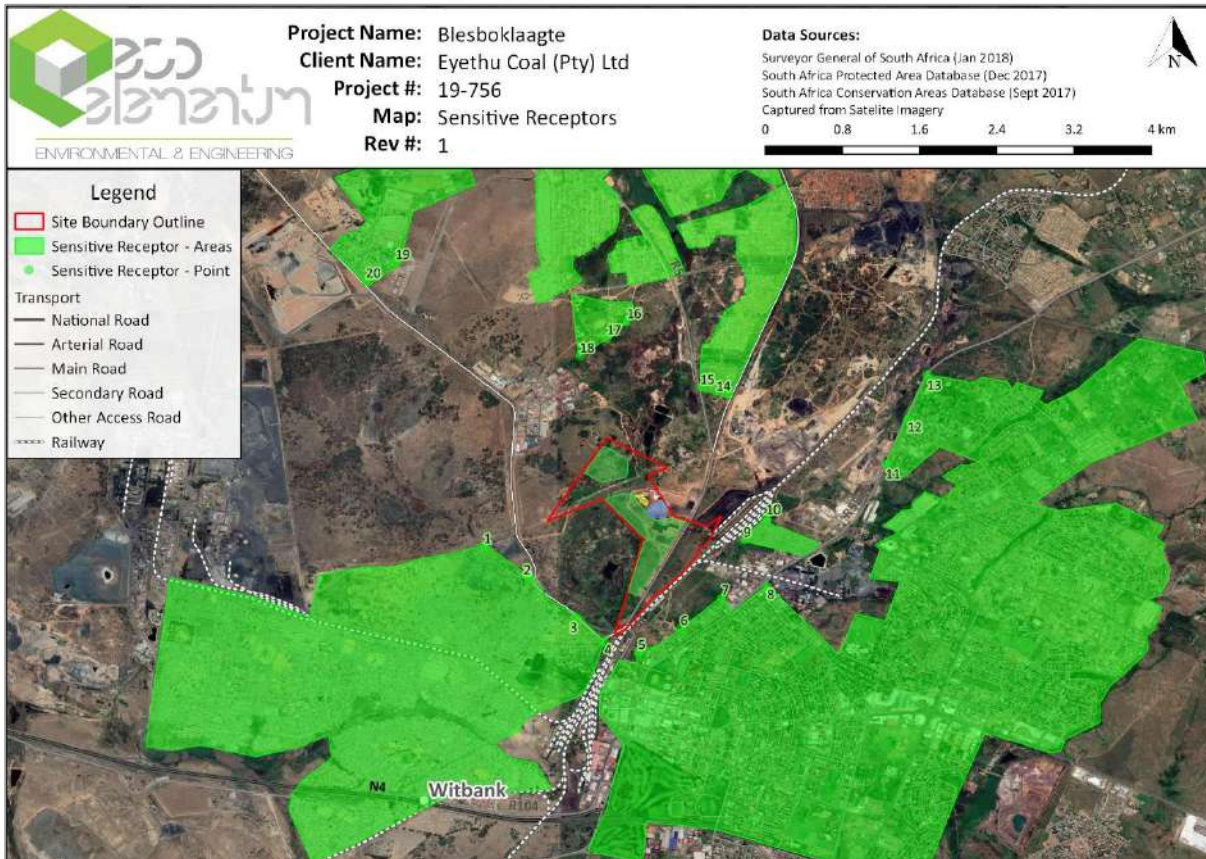 eco
elementum
ENVIRONMENTAL & ENGINEERING
Project Name: Blesboklaagte
Client Name: Eyethu Coal (Pty) Ltd
Project #: 19-756
Map: Sensitive Receptors
Rev #: 1
Data Sources:
Surveyor General of South Africa (Jan 2018)
South Africa Protected Area Database (Dec 2017)
South Africa Conservation Areas Database (Sept 2017)
Captured from Satelite Imagery
0 0.8 1.6 2.4 3.2 4 km
N
Legend
Site Boundary Outline
Sensitive Receptor - Areas
Sensitive Receptor - Point
Transport
National Road
Arterial Road
Main Road
Secondary Road
Other Access Road
Railway
19
20
16
17
18
15
14
13
12
11
10
9
1
2
7
8
3
6
4
5
N4
Witbank
R104